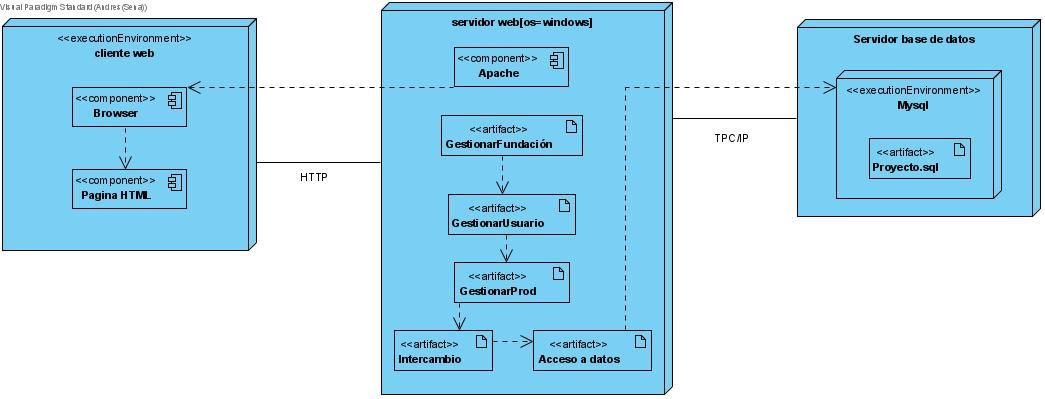 Visual Paradigm Standard (Andres (Sena))
<<executionEnvironment>>
cliente web
<<component>>
Browser
<<component>>
Pagina HTML
HTTP
servidor web[os=windows]
<<component>>
Apache
<<artifact>>
GestionarFundación
<<artifact>>
GestionarUsuario
<<artifact>>
GestionarProd
<<artifact>>
Intercambio
<<artifact>>
Acceso a datos
TPC/IP
Servidor base de datos
<<executionEnvironment>>
Mysql
<<artifact>>
Proyecto.sql